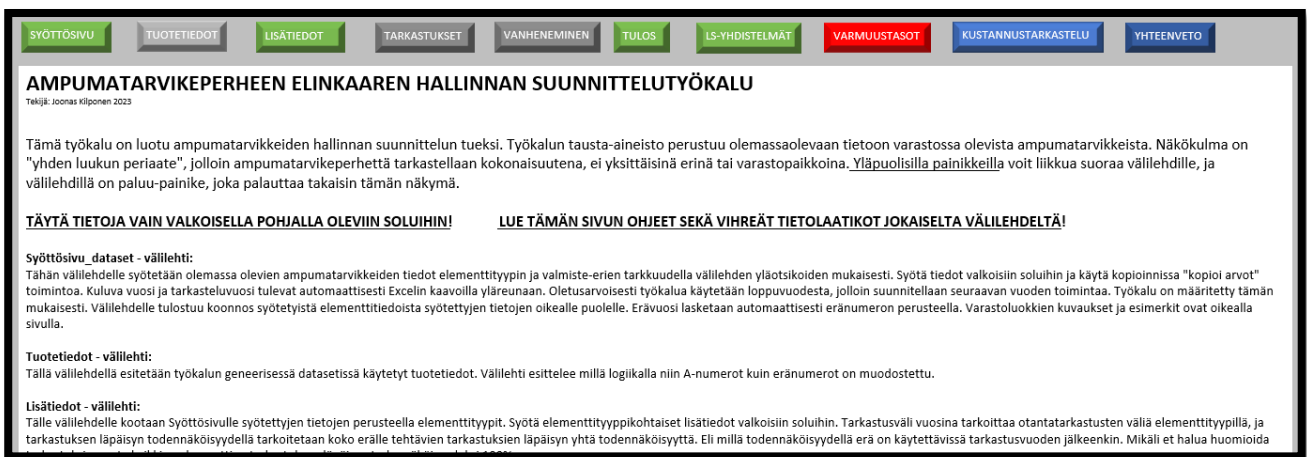 SYÖTTÖSIVU TUOTETIEDOT LISÄTIEDOT TARKASTUKSET VANHENEMINEN TULOS LS-YHDISTELMÄT VARMUUSTASOT KUSTANNUSTARKASTELU YHTEENVETO
AMPUMATARVIKEPERHEEN ELINKAAREN HALLINNAN SUUNNITTELUTYÖKALU
Tekijä: Joonas Kilponen 2023
Tämä työkalu on luotu ampumatarvikkeiden hallinnan suunnittelun tueksi. Työkalun tausta-aineisto perustuu olemassaolevaan tietoon varastossa olevista ampumatarvikkeista. Näkökulma on
"yhden luukun periaate", jolloin ampumatarvikeperhettä tarkastellaan kokonaisuutena, ei yksittäisinä erinä tai varastopaikkoina. Yläpuolisilla painikkeilla voit liikkua suoraa välilehdille, ja
välilehdillä on paluu-painike, joka palauttaa takaisin tämän näkymä.
TÄYTÄ TIETOJA VAIN VALKOISELLA POHJALLA OLEVIIN SOLUIHIN! LUE TÄMÄN SIVUN OHJEET SEKÄ VIHREÄT TIETOLAATIKOT JOKAISELTA VÄLILEHDELTÄ!
Syöttösivu_dataset - välilehti:
Tähän välilehdelle syötetään olemassa olevien ampumatarvikkeiden tiedot elementtityypin ja valmiste-erien tarkkuudella välilehden yläotsikoiden mukaisesti. Syötä tiedot valkoisiin soluihin ja käytä kopioinnissa "kopioi arvot"
toimintoa. Kuluva vuosi ja tarkasteluvuosi tulevat automaattisesti Excelin kaavoilla yläreunaan. Oletusarvoisesti työkalua käytetään loppuvuodesta, jolloin suunnitellaan seuraavan vuoden toimintaa. Työkalu on määritetty tämän
mukaisesti. Välilehdelle tulostuu koonnos syötetyistä elementtitiedoista syötettyjen tietojen oikealle puolelle. Erävuosi lasketaan automaattisesti eränumeron perusteella. Varastoluokkien kuvaukset ja esimerkit ovat oikealla
sivulla.
Tuotetiedot - välilehti:
Tällä välilehdellä esitetään työkalun geneerisessä datasetissä käytetyt tuotetiedot. Välilehti esittelee millä logiikalla niin A-numerot kuin eränumerot on muodostettu.
Lisätiedot - välilehti:
Tälle välilehdelle kootaan Syöttösivulle syötettyjen tietojen perusteella elementtityypit. Syötä elementtityyppikohtaiset lisätiedot valkoisiin soluihin. Tarkastusväli vuosina tarkoittaa otantatarkastusten väliä elementtityypillä, ja
tarkastuksen läpäisyn todennäköisyydellä tarkoitetaan koko erälle tehtävien tarkastuksien läpäisyn yhtä todennäköisyyttä. Eli millä todennäköisyydellä erä on käytettävissä tarkastusvuoden jälkeenkin. Mikäli et halua huomioida